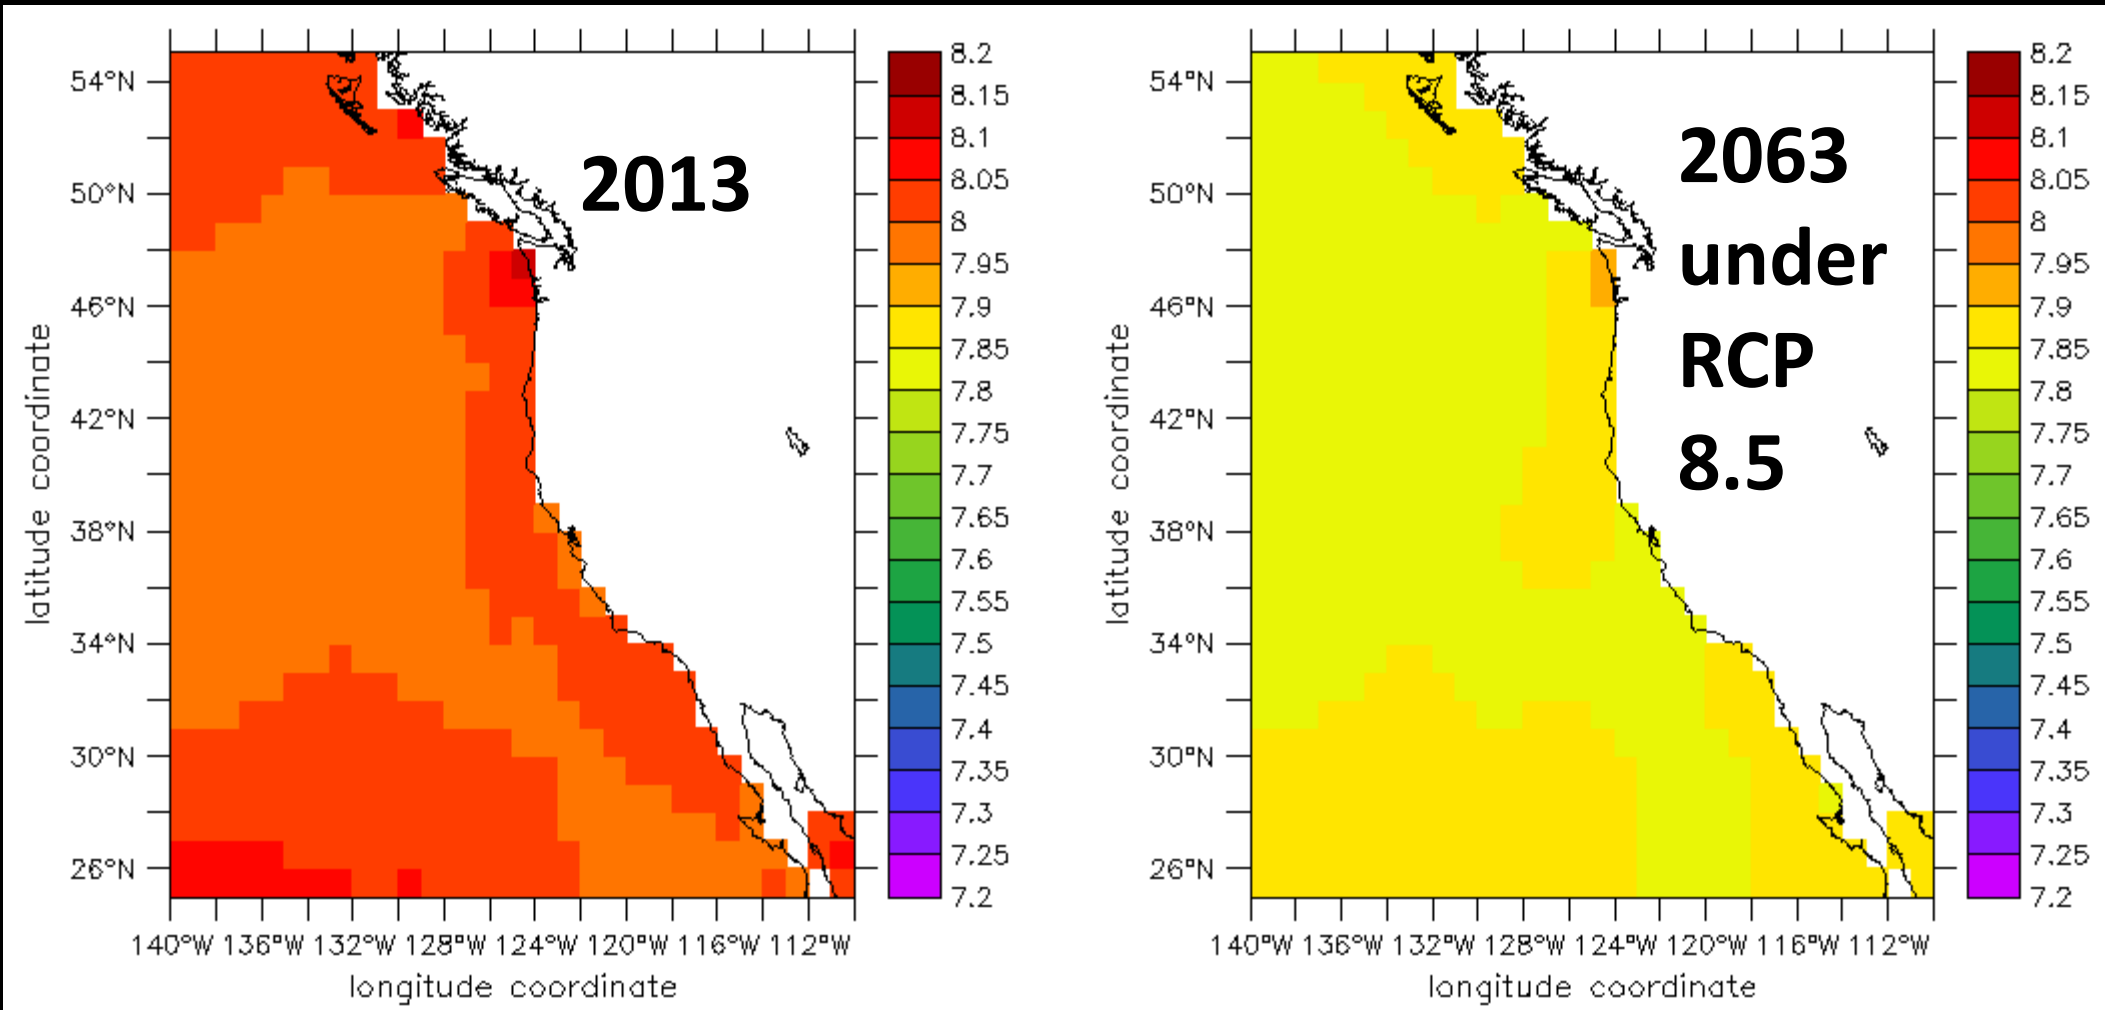 2013
54°N
50°N
46°N
42°N
38°N
34°N
30°N
26°N
latitude coordinate
140°W 136°W 132°W 128°W 124°W 120°W 116°W 112°W
longitude coordinate
8.2
8.15
8.1
8.05
8
7.95
7.9
7.85
7.8
7.75
7.7
7.65
7.6
7.55
7.5
7.45
7.4
7.35
7.3
7.25
7.2
2063
under
RCP
8.5
54°N
50°N
46°N
42°N
38°N
34°N
30°N
26°N
latitude coordinate
140°W 136°W 132°W 128°W 124°W 120°W 116°W 112°W
longitude coordinate
8.2
8.15
8.1
8.05
8
7.95
7.9
7.85
7.8
7.75
7.7
7.65
7.6
7.55
7.5
7.45
7.4
7.35
7.3
7.25
7.2